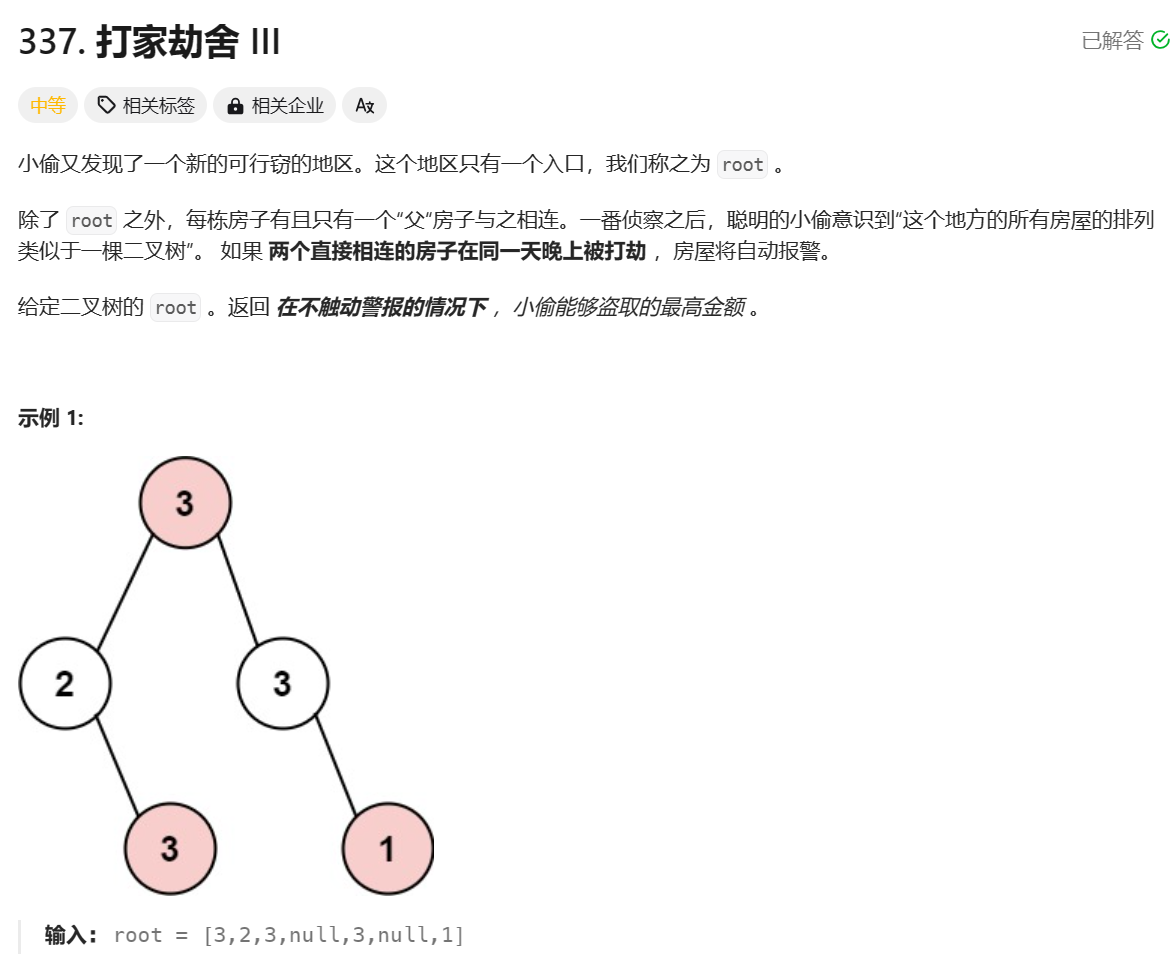 337. 打家劫舍 III
已解答
中等 相关标签 相关企业 A文
小偷又发现了一个新的可行窃的地区。这个地区只有一个入口，我们称之为 root 。
除了 root 之外，每栋房子有且只有一个“父“房子与之相连。一番侦察之后，聪明的小偷意识到“这个地方的所有房屋的排列
类似于一棵二叉树”。 如果 两个直接相连的房子在同一天晚上被打劫 ，房屋将自动报警。
给定二叉树的 root 。返回 在不触动警报的情况下 ，小偷能够盗取的最高金额 。
示例 1:
3
2 3
3 1
输入： root = [3,2,3,null,3,null,1]